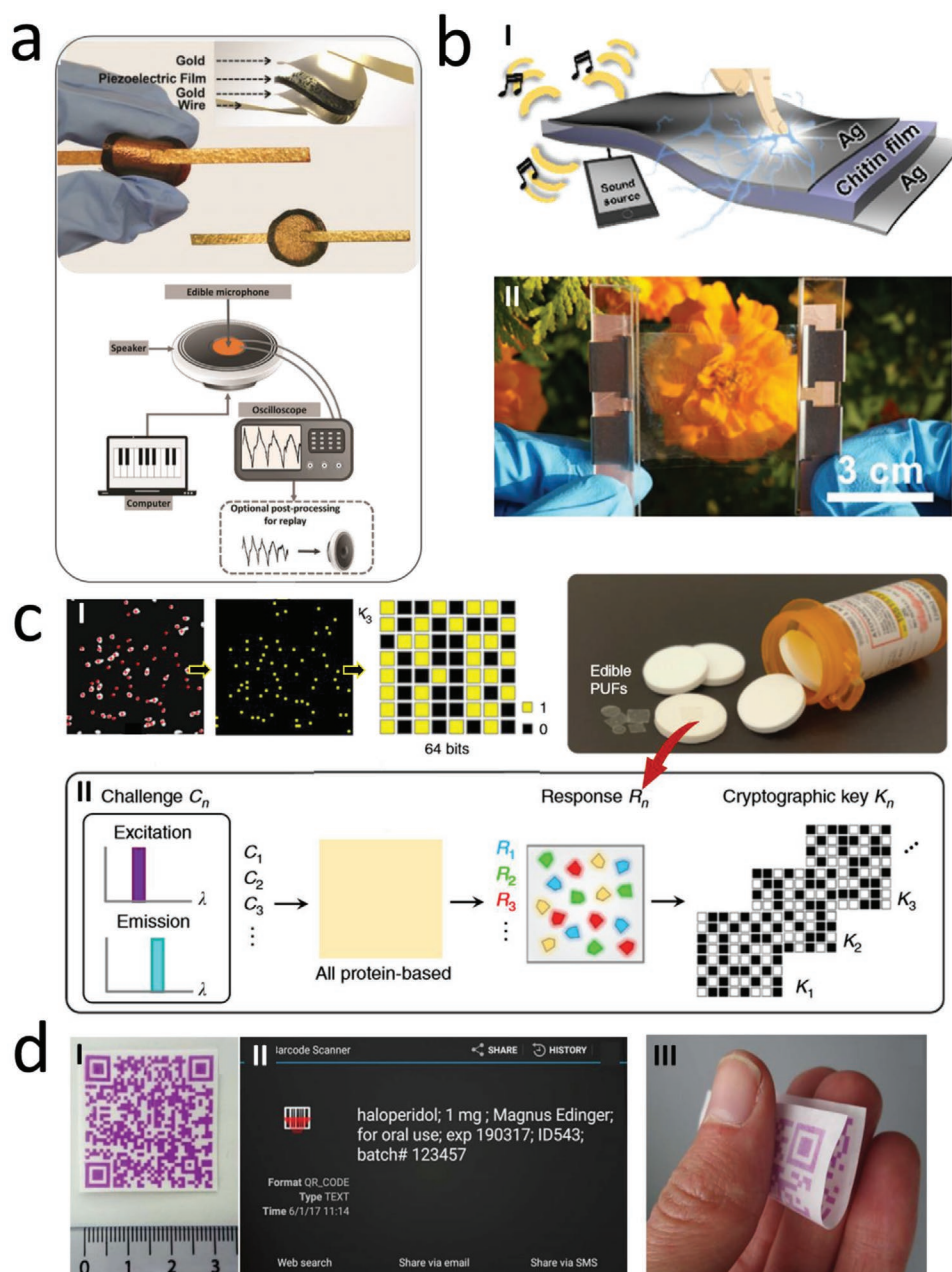 a
Gold
Piezoelectric Film
Gold
Wire
Edible microphone
Speaker
Oscilloscope
Computer
Optional post-processing
for replay
b
I
Sound
source
Ag
Chitin film
Ag
II
3 cm
c
I
K3
1
0
64 bits
Edible
PUFs
II
Challenge Cn
Excitation
λ
Emission
λ
C1
C2
C3
⋮
All protein-based
Response Rn
R1
R2
R3
⋮
Cryptographic key Kn
...
K3
K2
K1
d
I
0 1 2 3
II
larcode Scanner
SHARE
HISTORY
haloperidol; 1 mg ; Magnus Edinger;
for oral use; exp 190317; ID543;
batch# 123457
Format QR_CODE
Type TEXT
Time 6/1/17 11:14
Web search
Share via email
Share via SMS
III